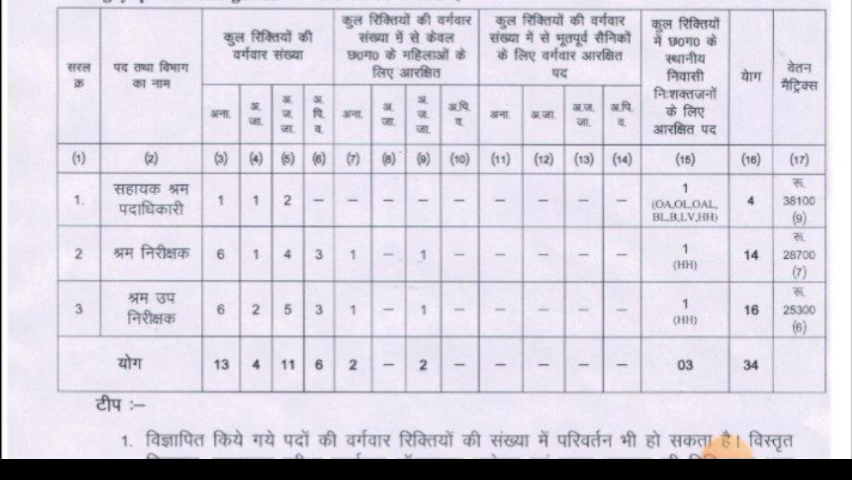 सरल क्र | पद तथा विभाग का नाम | कुल रिक्तियों की वर्गवार संख्या | कुल रिक्तियों की वर्गवार संख्या में से केवल छ0ग0 के महिलाओं के लिए आरक्षित | कुल रिक्तियों की वर्गवार संख्या में से भूतपूर्व सैनिकों के लिए वर्गवार आरक्षित पद | कुल रिक्तियों में छ0ग0 के स्थानीय निवासी निःशक्तजनों के लिए आरक्षित पद | योग | वेतन मैट्रिक्स
अना. | अ. जा. | अ. ज. जा. | अ. पि. व. | अना. | अ. जा. | अ. ज. जा. | अ.पि. व. | अना. | अ.जा. | अ.ज. जा. | अ.पि. व.
(1) | (2) | (3) | (4) | (5) | (6) | (7) | (8) | (9) | (10) | (11) | (12) | (13) | (14) | (15) | (16) | (17)
1. | सहायक श्रम पदाधिकारी | 1 | 1 | 2 | – | – | – | – | – | – | – | – | – | 1 (OA,OL,OAL, BL,B,LV,HH) | 4 | रू. 38100 (9)
2 | श्रम निरीक्षक | 6 | 1 | 4 | 3 | 1 | – | 1 | – | – | – | – | – | 1 (HH) | 14 | रू. 28700 (7)
3 | श्रम उप निरीक्षक | 6 | 2 | 5 | 3 | 1 | – | 1 | – | – | – | – | – | 1 (HH) | 16 | रू. 25300 (6)
योग | 13 | 4 | 11 | 6 | 2 | – | 2 | – | – | – | – | – | 03 | 34
टीप :–
1. विज्ञापित किये गये पदों की वर्गवार रिक्तियों की संख्या में परिवर्तन भी हो सकता है। विस्तृत